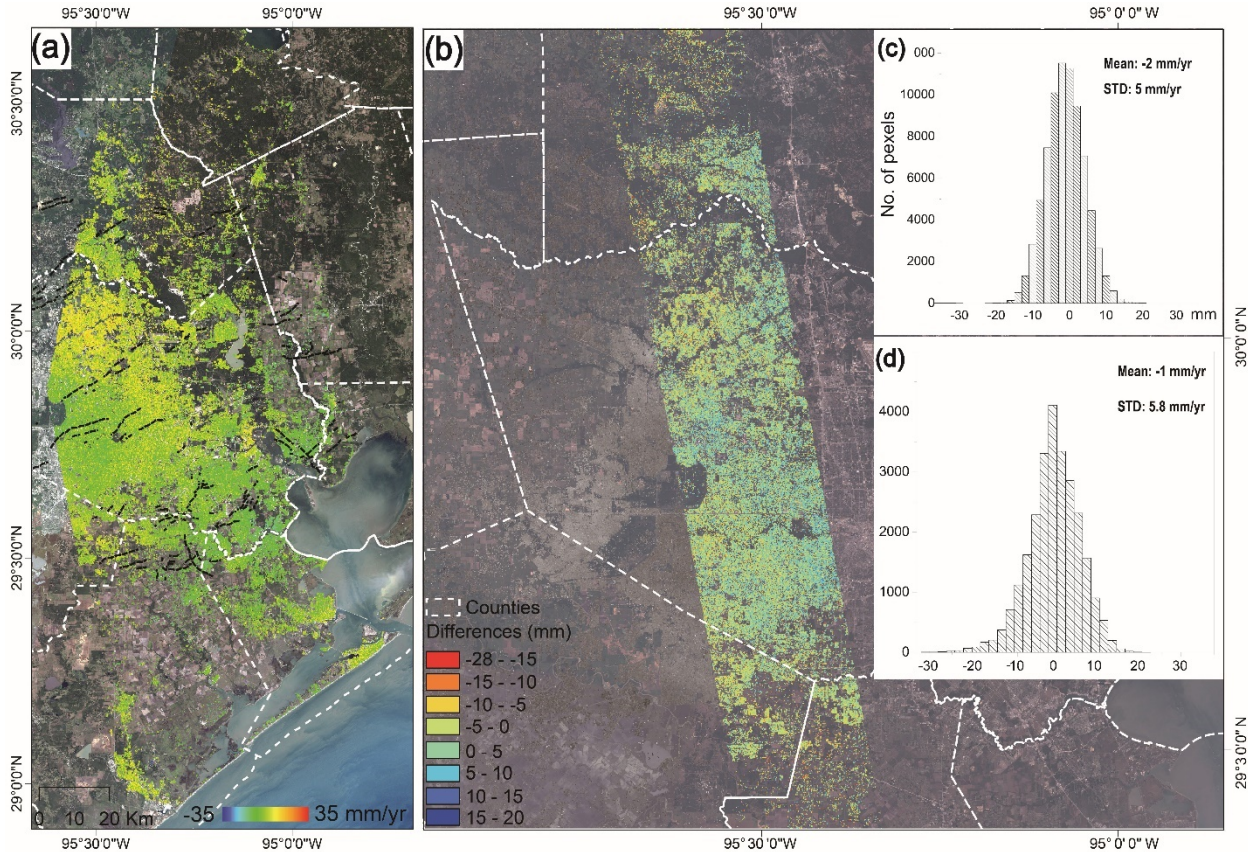 95°30'0"W
95°0'0"W
95°30'0"W
95°0'0"W
(a)
30°30'0"N
30°0'0"N
29°30'0"N
29°0'0"N
0 10 20 Km
-35
35 mm/yr
95°30'0"W
95°0'0"W
(b)
Counties
Differences (mm)
-28 - -15
-15 - -10
-10 - -5
-5 - 0
0 - 5
5 - 10
10 - 15
15 - 20
95°30'0"W
95°0'0"W
30°0'0"N
29°30'0"N
(c)
Mean: -2 mm/yr
STD: 5 mm/yr
No. of pexels
000
10000
8000
6000
4000
2000
0
-30
-10
0
10
20
30
mm
(d)
Mean: -1 mm/yr
STD: 5.8 mm/yr
4000
3000
2000
1000
0
-30
-20
-10
0
10
20
30